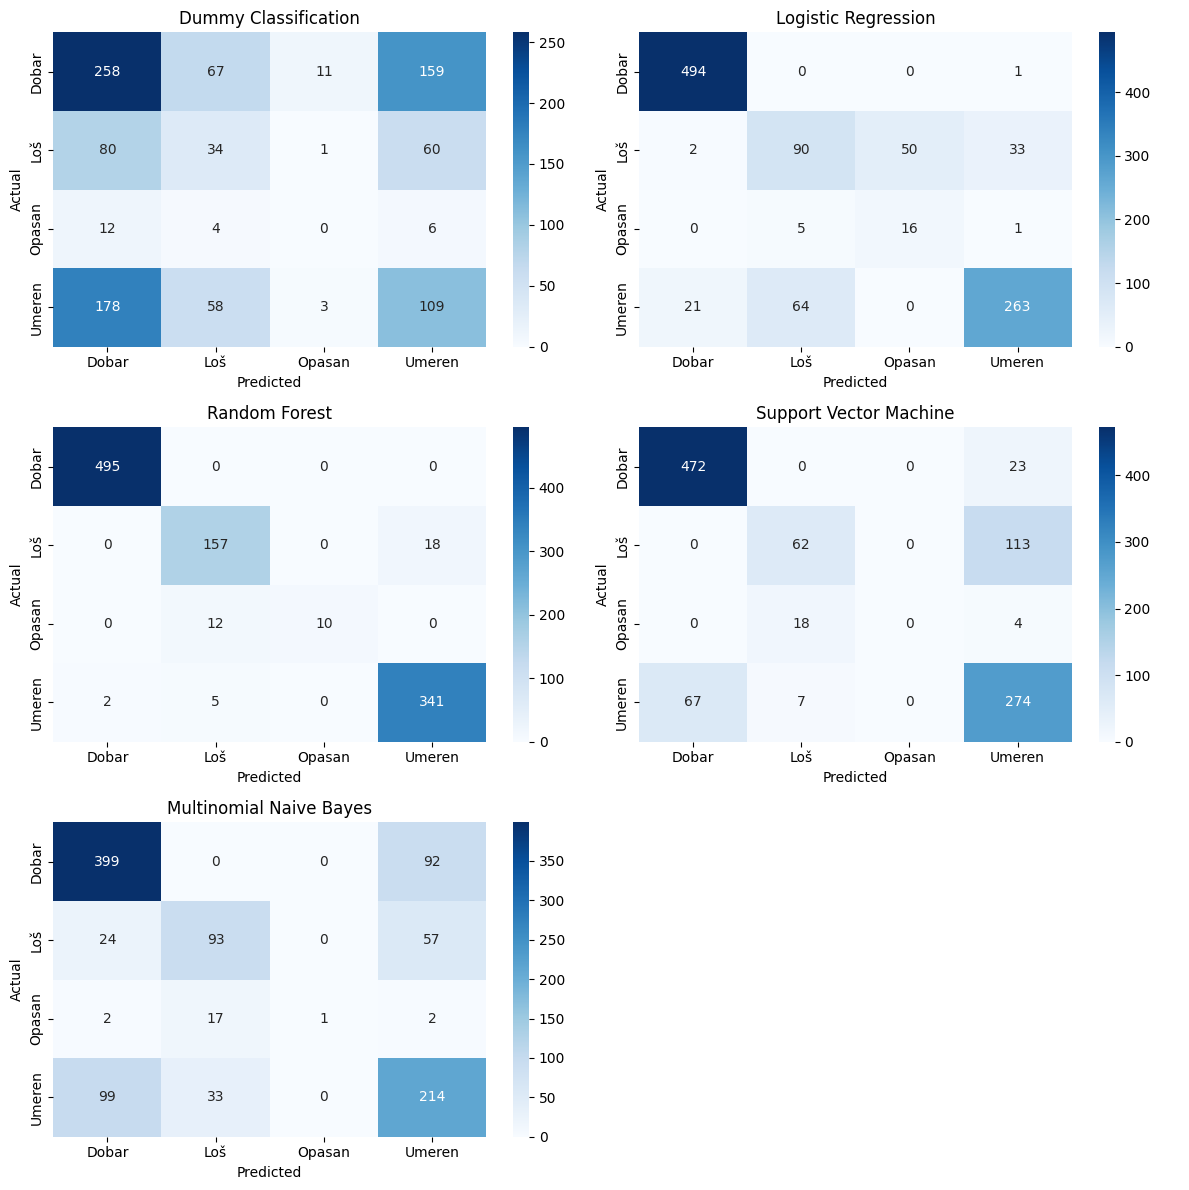 Dummy Classification
Dobar 258 67 11 159
Loš 80 34 1 60
Opasan 12 4 0 6
Umeren 178 58 3 109
Dobar Loš Opasan Umeren
Predicted
Actual
250
200
150
100
50
0
Logistic Regression
Dobar 494 0 0 1
Loš 2 90 50 33
Opasan 0 5 16 1
Umeren 21 64 0 263
Dobar Loš Opasan Umeren
Predicted
Actual
400
300
200
100
0
Random Forest
Dobar 495 0 0 0
Loš 0 157 0 18
Opasan 0 12 10 0
Umeren 2 5 0 341
Dobar Loš Opasan Umeren
Predicted
Actual
400
300
200
100
0
Support Vector Machine
Dobar 472 0 0 23
Loš 0 62 0 113
Opasan 0 18 0 4
Umeren 67 7 0 274
Dobar Loš Opasan Umeren
Predicted
Actual
400
300
200
100
0
Multinomial Naive Bayes
Dobar 399 0 0 92
Loš 24 93 0 57
Opasan 2 17 1 2
Umeren 99 33 0 214
Dobar Loš Opasan Umeren
Predicted
Actual
350
300
250
200
150
100
50
0